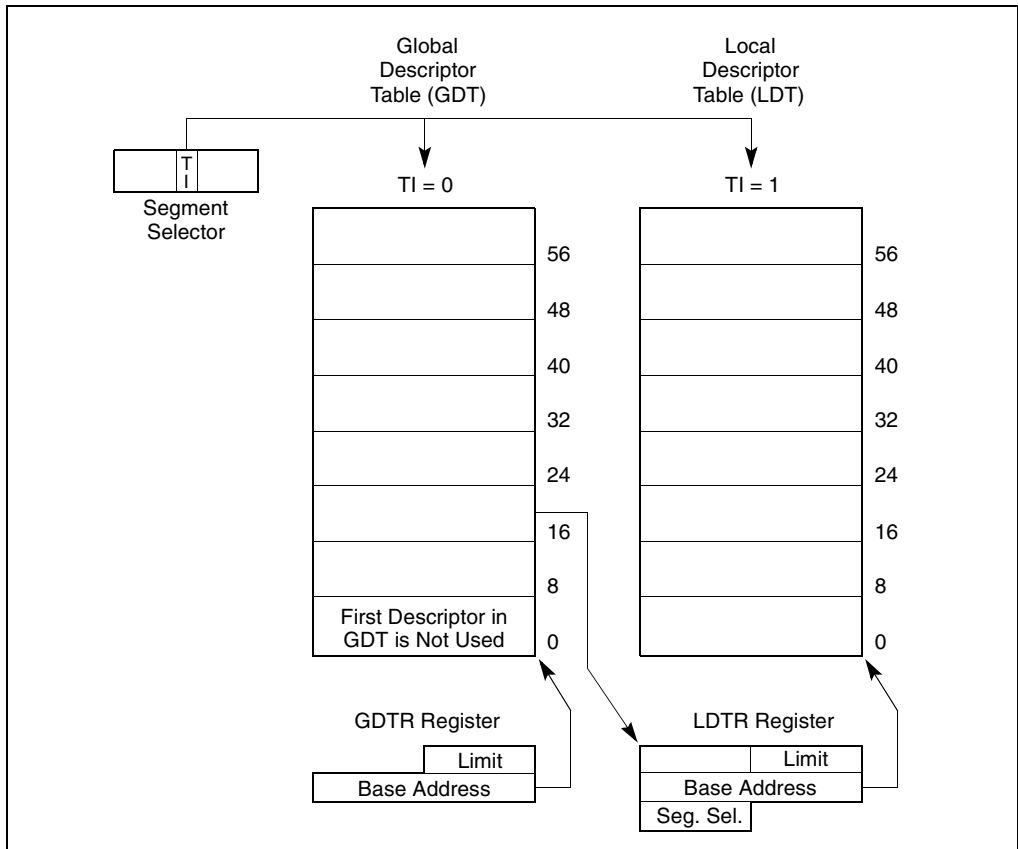 Global
Descriptor
Table (GDT)
Local
Descriptor
Table (LDT)
T
I
Segment
Selector
TI = 0
TI = 1
56
48
40
32
24
16
8
0
First Descriptor in
GDT is Not Used
56
48
40
32
24
16
8
0
GDTR Register
Limit
Base Address
LDTR Register
Limit
Base Address
Seg. Sel.